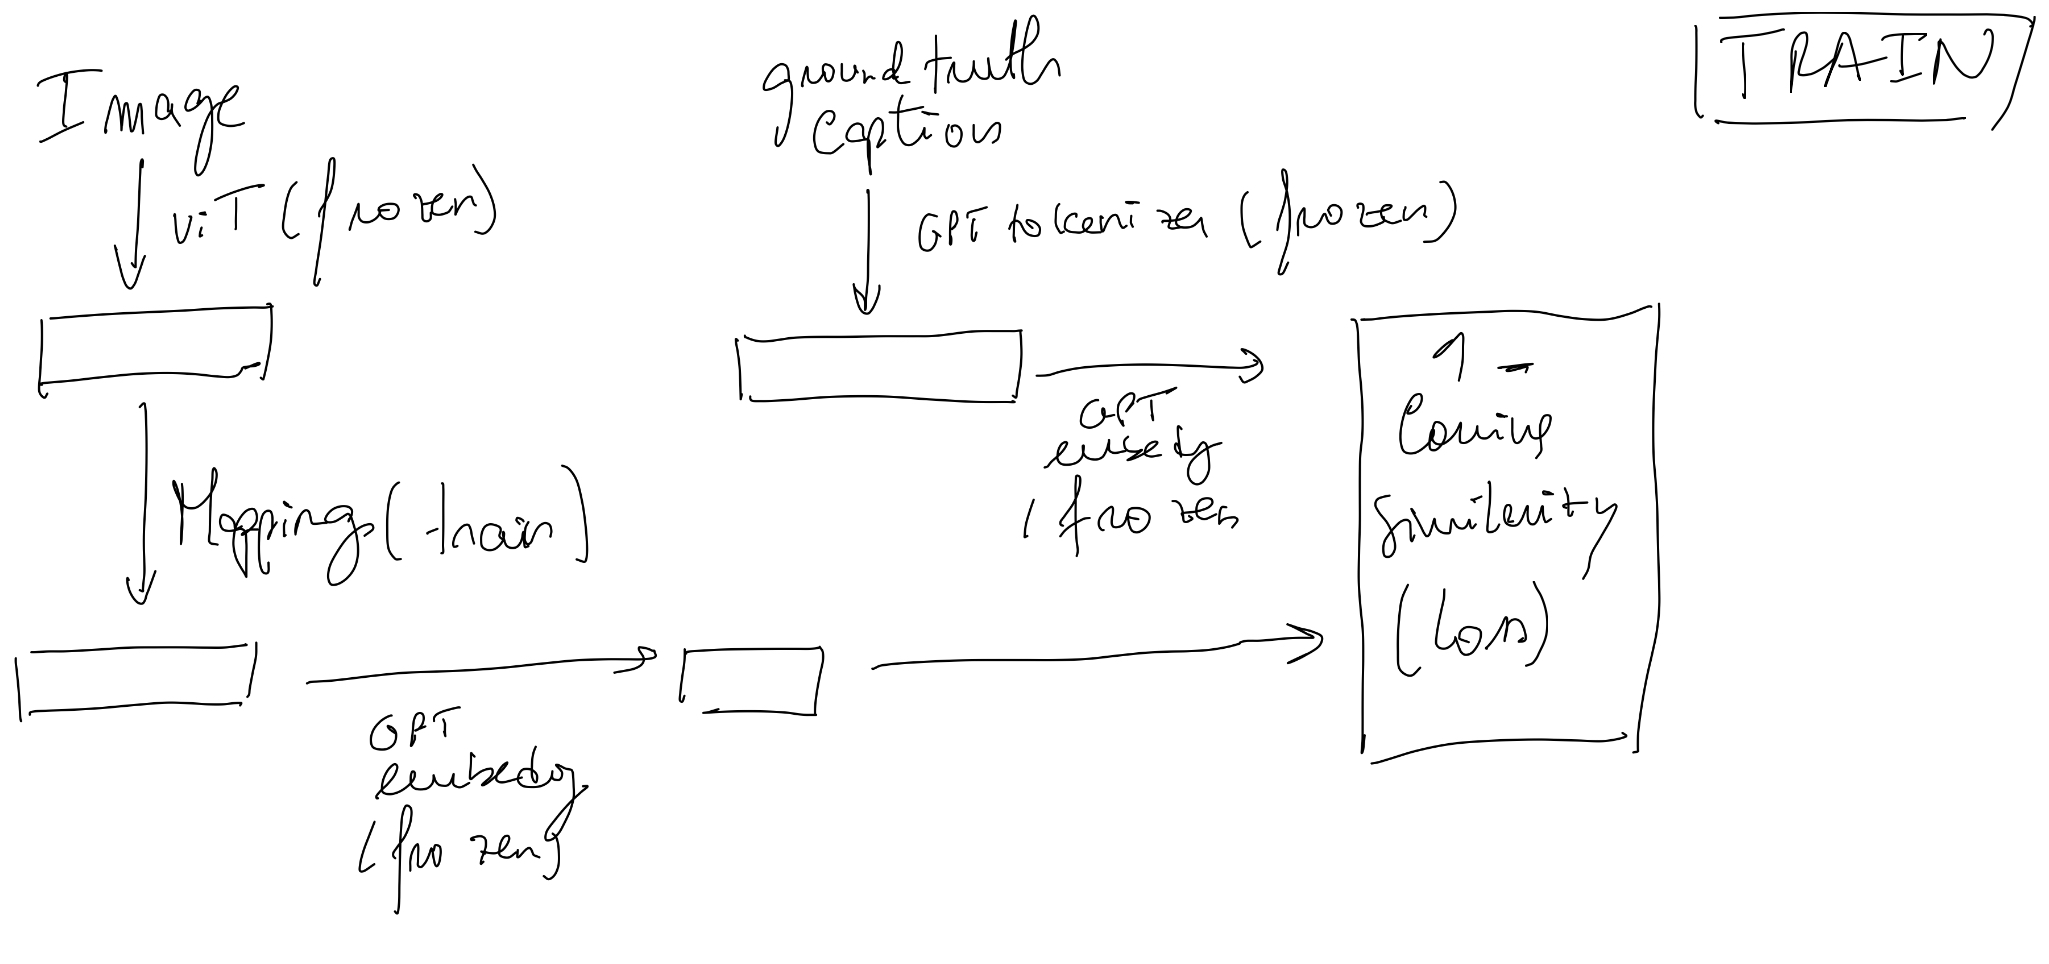 TRAIN
Image
ViT (frozen)
Mapping (train)
GPT
embedg
(frozen)
ground truth
captions
GPT tokenizer (frozen)
GPT
embedg
(frozen
1 -
Cosine
similarity
(loss)